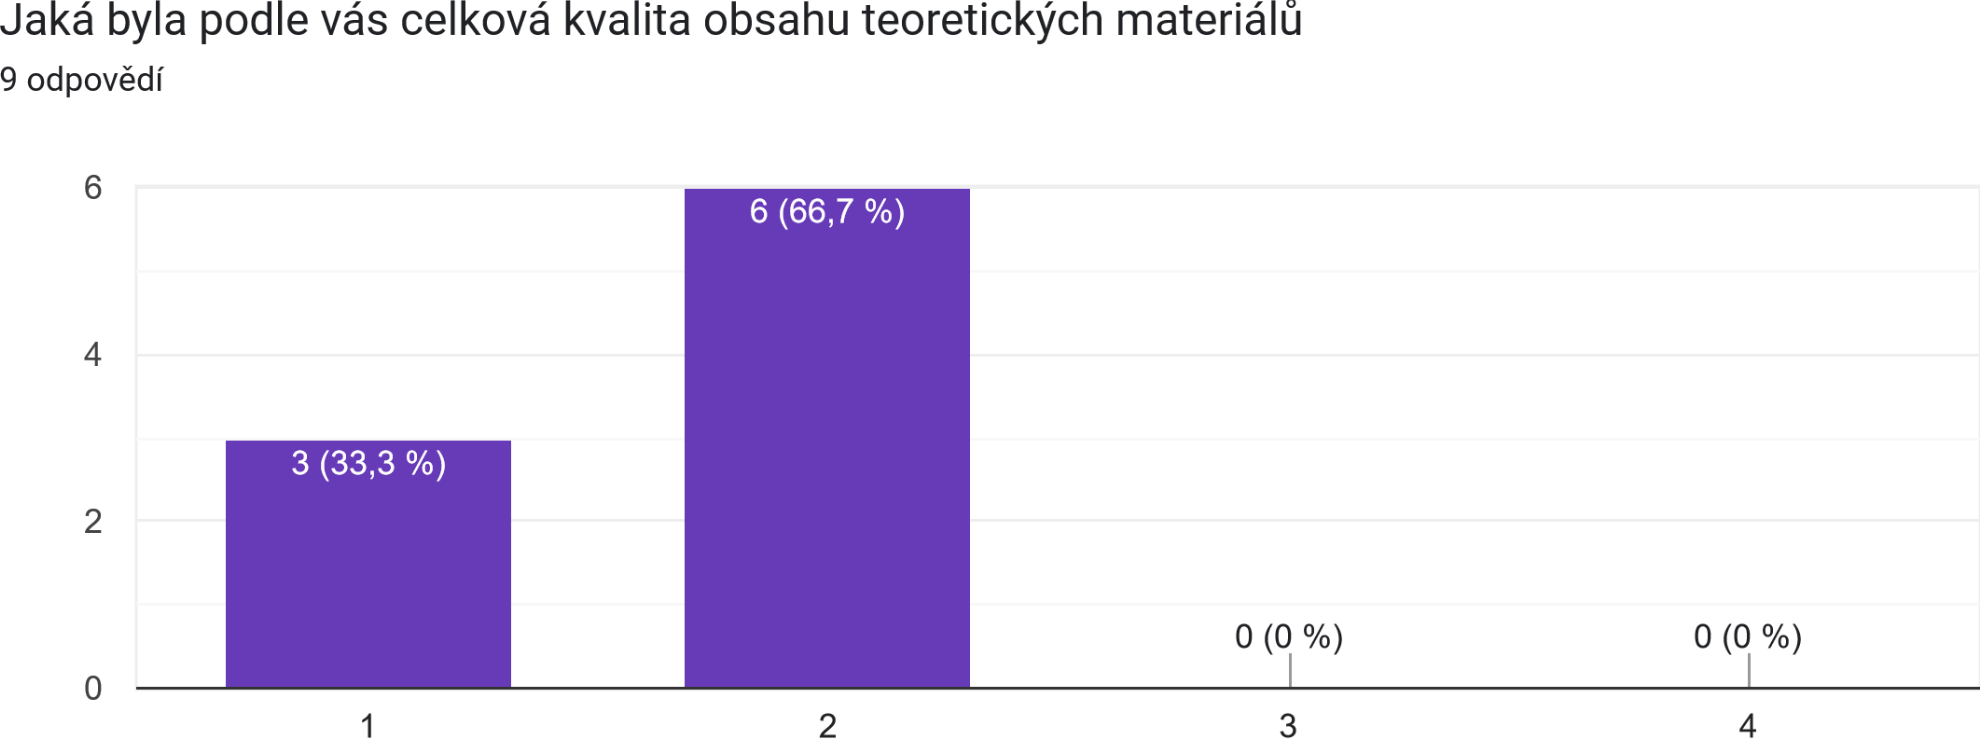 Jaká byla podle vás celková kvalita obsahu teoretických materiálů
9 odpovědí
6
6 (66,7 %)
4
3 (33,3 %)
2
0 (0 %) 0 (0 %)
0
1 2 3 4